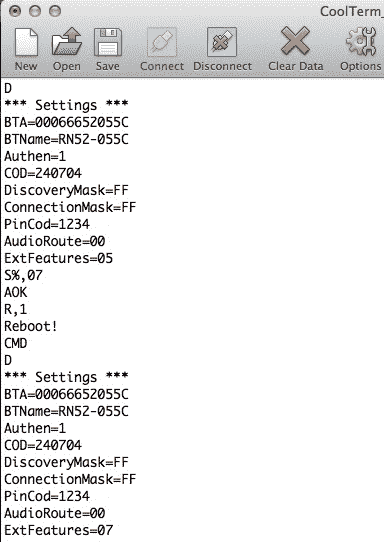 CoolTerm_
New Open Save Connect Disconnect Clear Data Options
D
*** Settings ***
BTA=00066652055C
BTName=RN52-055C
Authen=1
COD=240704
DiscoveryMask=FF
ConnectionMask=FF
PinCod=1234
AudioRoute=00
ExtFeatures=05
S%,07
AOK
R,1
Reboot!
CMD
D
*** Settings ***
BTA=00066652055C
BTName=RN52-055C
Authen=1
COD=240704
DiscoveryMask=FF
ConnectionMask=FF
PinCod=1234
AudioRoute=00
ExtFeatures=07